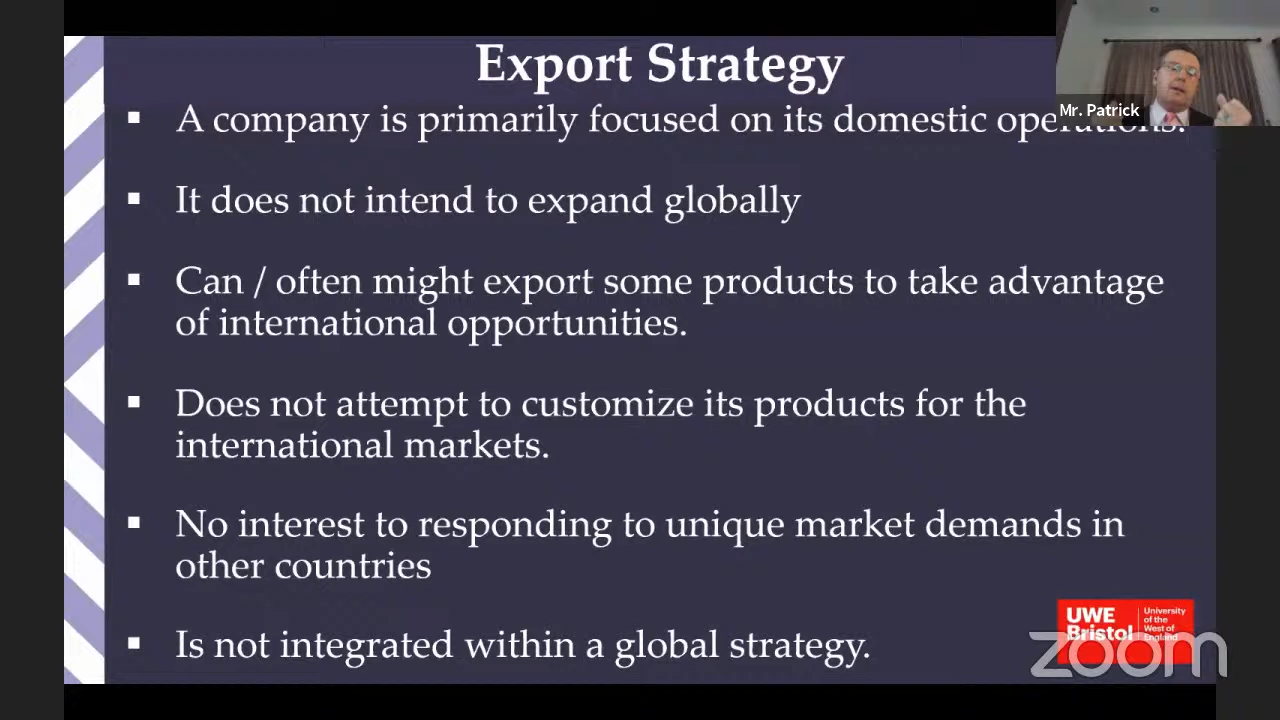 Export Strategy
▪ A company is primarily focused on its domestic operations.
Mr. Patrick
▪ It does not intend to expand globally
▪ Can / often might export some products to take advantage
of international opportunities.
▪ Does not attempt to customize its products for the
international markets.
▪ No interest to responding to unique market demands in
other countries
▪ Is not integrated within a global strategy.
UWE
Bristol
University
of the
West of
England
zoom